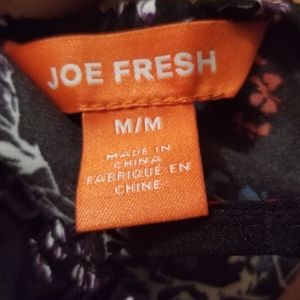 JOE FRESH
M/M
MADE IN
CHINA
FABRIQUÉ EN
CHINE